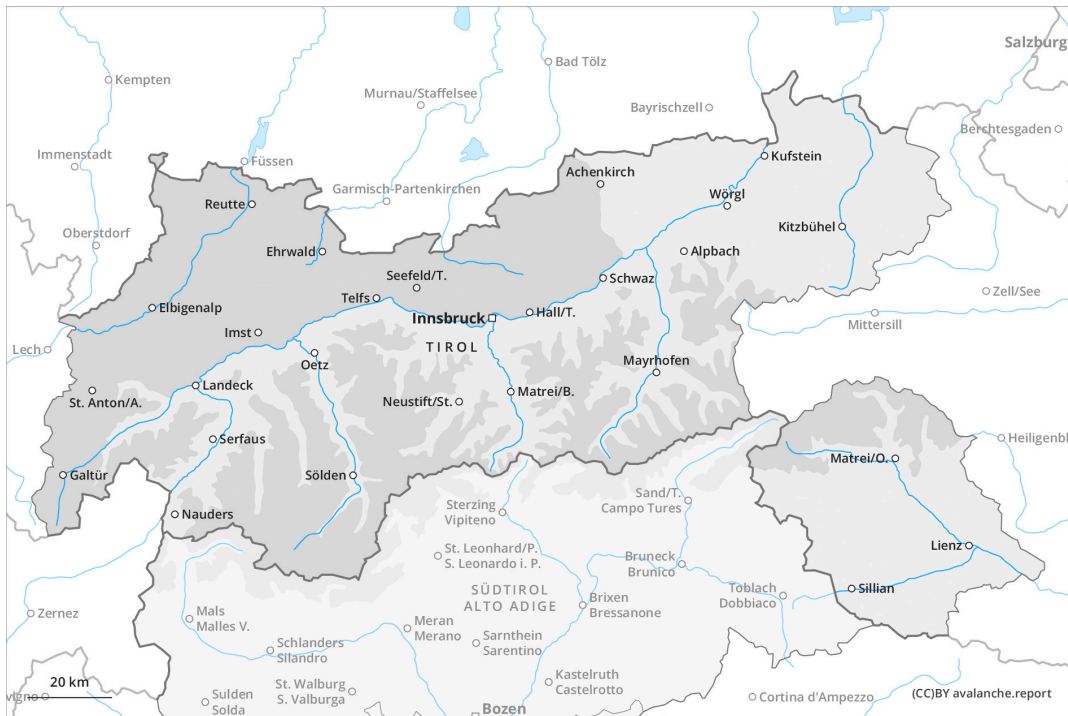 Salzburg
Kempten
Bad Tölz
Murnau/Staffelsee
Bayrischzell
Berchtesgaden
Immenstadt
Füssen
Kufstein
Achenkirch
Garmisch-Partenkirchen
Reutte
Wörgl
Oberstdorf
Kitzbühel
Ehrwald
Alpbach
Seefeld/T.
Schwaz
Zell/See
Telfs
Elbigenalp
Innsbruck
Hall/T.
Mittersill
Imst
TIROL
Lech
Oetz
Mayrhofen
Landeck
St. Anton/A.
Neustift/St.
Matrei/B.
Serfaus
Heiligenbl
Matrei/O.
Galtür
Sölden
Sand/T.
Campo Tures
Nauders
Sterzing
Vipiteno
Lienz
St. Leonhard/P.
S. Leonardo i. P.
Bruneck
Brunico
SÜDTIROL
ALTO ADIGE
Toblach
Dobbiaco
Sillian
Brixen
Bressanone
Zernez
Mals
Malles V.
Meran
Merano
Sarnthein
Sarentino
Schlanders
Silandro
Kastelruth
Castelrotto
20 km
St. Walburg
S. Valburga
vigno
Sulden
Solda
Cortina d'Ampezzo
(CC)BY avalanche.report
Bozen